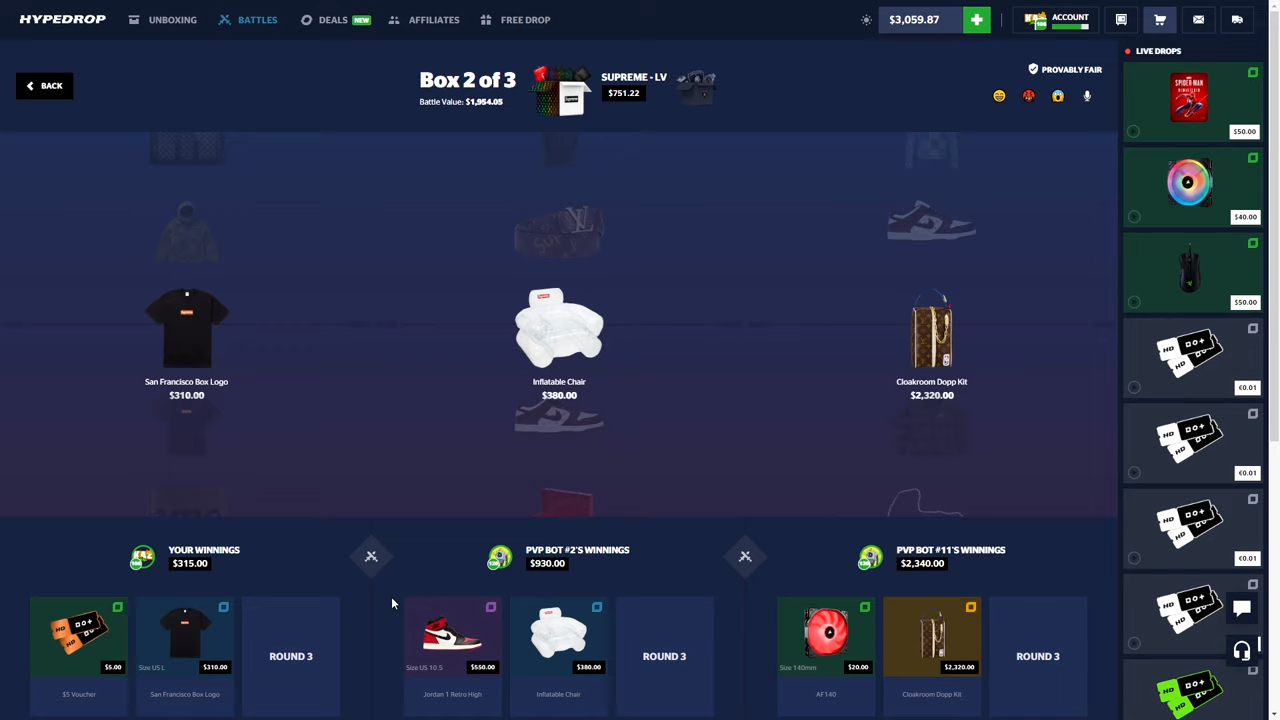 HYPEDROP
UNBOXING
BATTLES
DEALS NEW
AFFILIATES
FREE DROP
$3,059.87
ACCOUNT
BACK
Box 2 of 3
Battle Value: $1,954.05
SUPREME - LV
$751.22
PROVABLY FAIR
LIVE DROPS
$50.00
$40.00
$50.00
€0.01
€0.01
€0.01
San Francisco Box Logo
$310.00
Inflatable Chair
$380.00
Cloakroom Dopp Kit
$2,320.00
YOUR WINNINGS
$315.00
PVP BOT #2'S WINNINGS
$930.00
PVP BOT #11'S WINNINGS
$2,340.00
$5.00
$5 Voucher
Size US L
$310.00
San Francisco Box Logo
ROUND 3
Size US 10.5
$550.00
Jordan 1 Retro High
$380.00
Inflatable Chair
ROUND 3
Size 140mm
$20.00
AF140
$2,320.00
Cloakroom Dopp Kit
ROUND 3